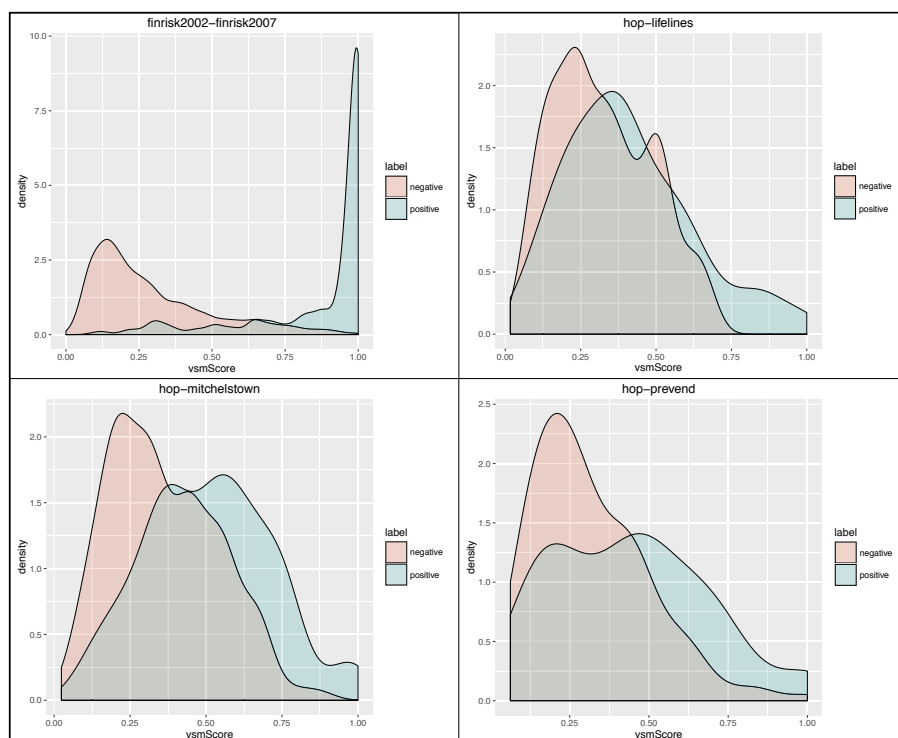 finrisk2002−finrisk2007
10.0
7.5
5.0
2.5
0.0
density
0.00 0.25 0.50 0.75 1.00
vsmScore
label
negative
positive
hop−lifelines
2.0
1.5
1.0
0.5
0.0
density
0.00 0.25 0.50 0.75 1.00
vsmScore
label
negative
positive
hop−mitchelstown
2.0
1.5
1.0
0.5
0.0
density
0.00 0.25 0.50 0.75 1.00
vsmScore
label
negative
positive
hop−prevend
2.5
2.0
1.5
1.0
0.5
0.0
density
0.25 0.50 0.75 1.00
vsmScore
label
negative
positive